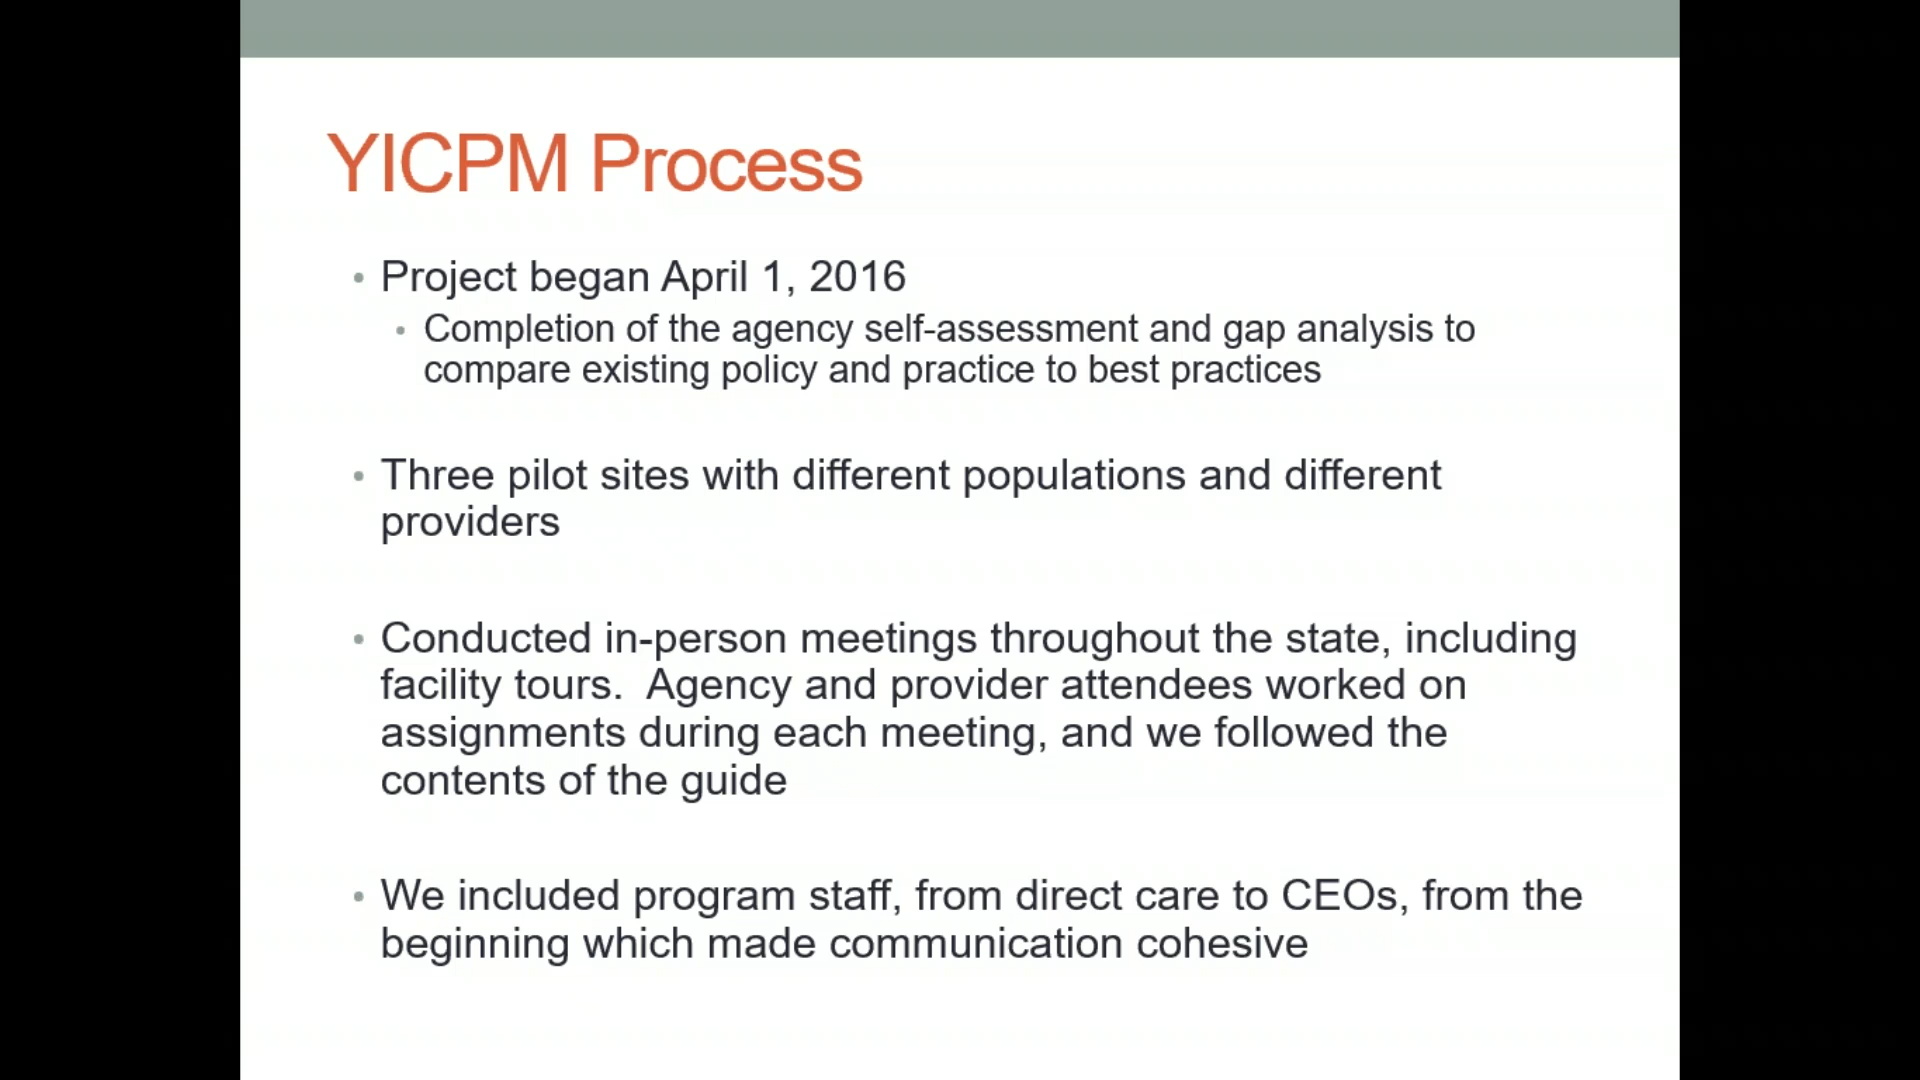 YICPM Process
• Project began April 1, 2016
• Completion of the agency self-assessment and gap analysis to
compare existing policy and practice to best practices
• Three pilot sites with different populations and different
providers
• Conducted in-person meetings throughout the state, including
facility tours.  Agency and provider attendees worked on
assignments during each meeting, and we followed the
contents of the guide
• We included program staff, from direct care to CEOs, from the
beginning which made communication cohesive